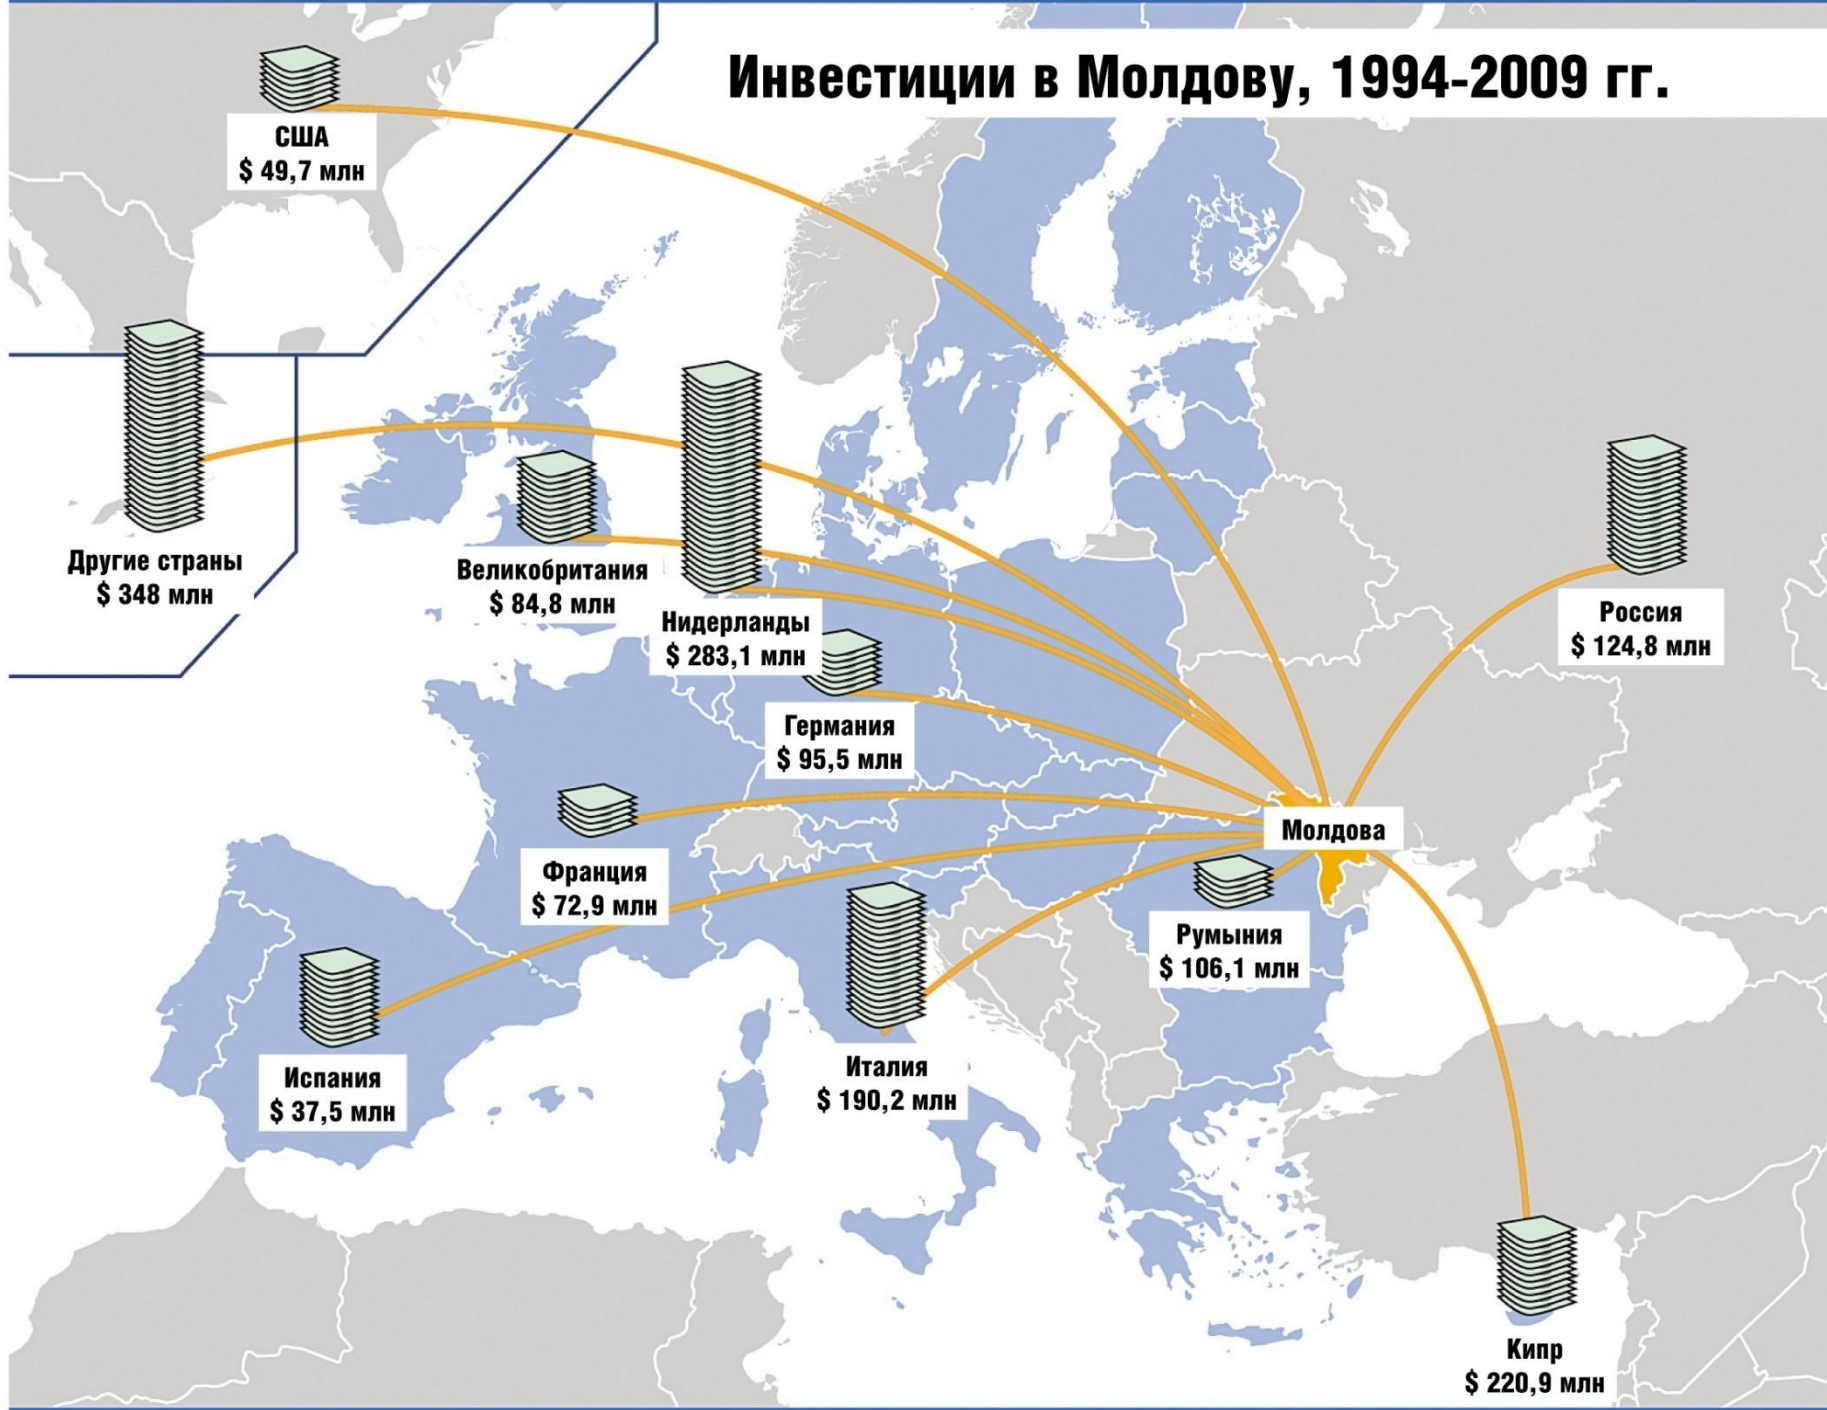 Инвестиции в Молдову, 1994-2009 гг.
США
$ 49,7 млн
Другие страны
$ 348 млн
Великобритания
$ 84,8 млн
Нидерланды
$ 283,1 млн
Россия
$ 124,8 млн
Германия
$ 95,5 млн
Молдова
Франция
$ 72,9 млн
Румыния
$ 106,1 млн
Испания
$ 37,5 млн
Италия
$ 190,2 млн
Кипр
$ 220,9 млн